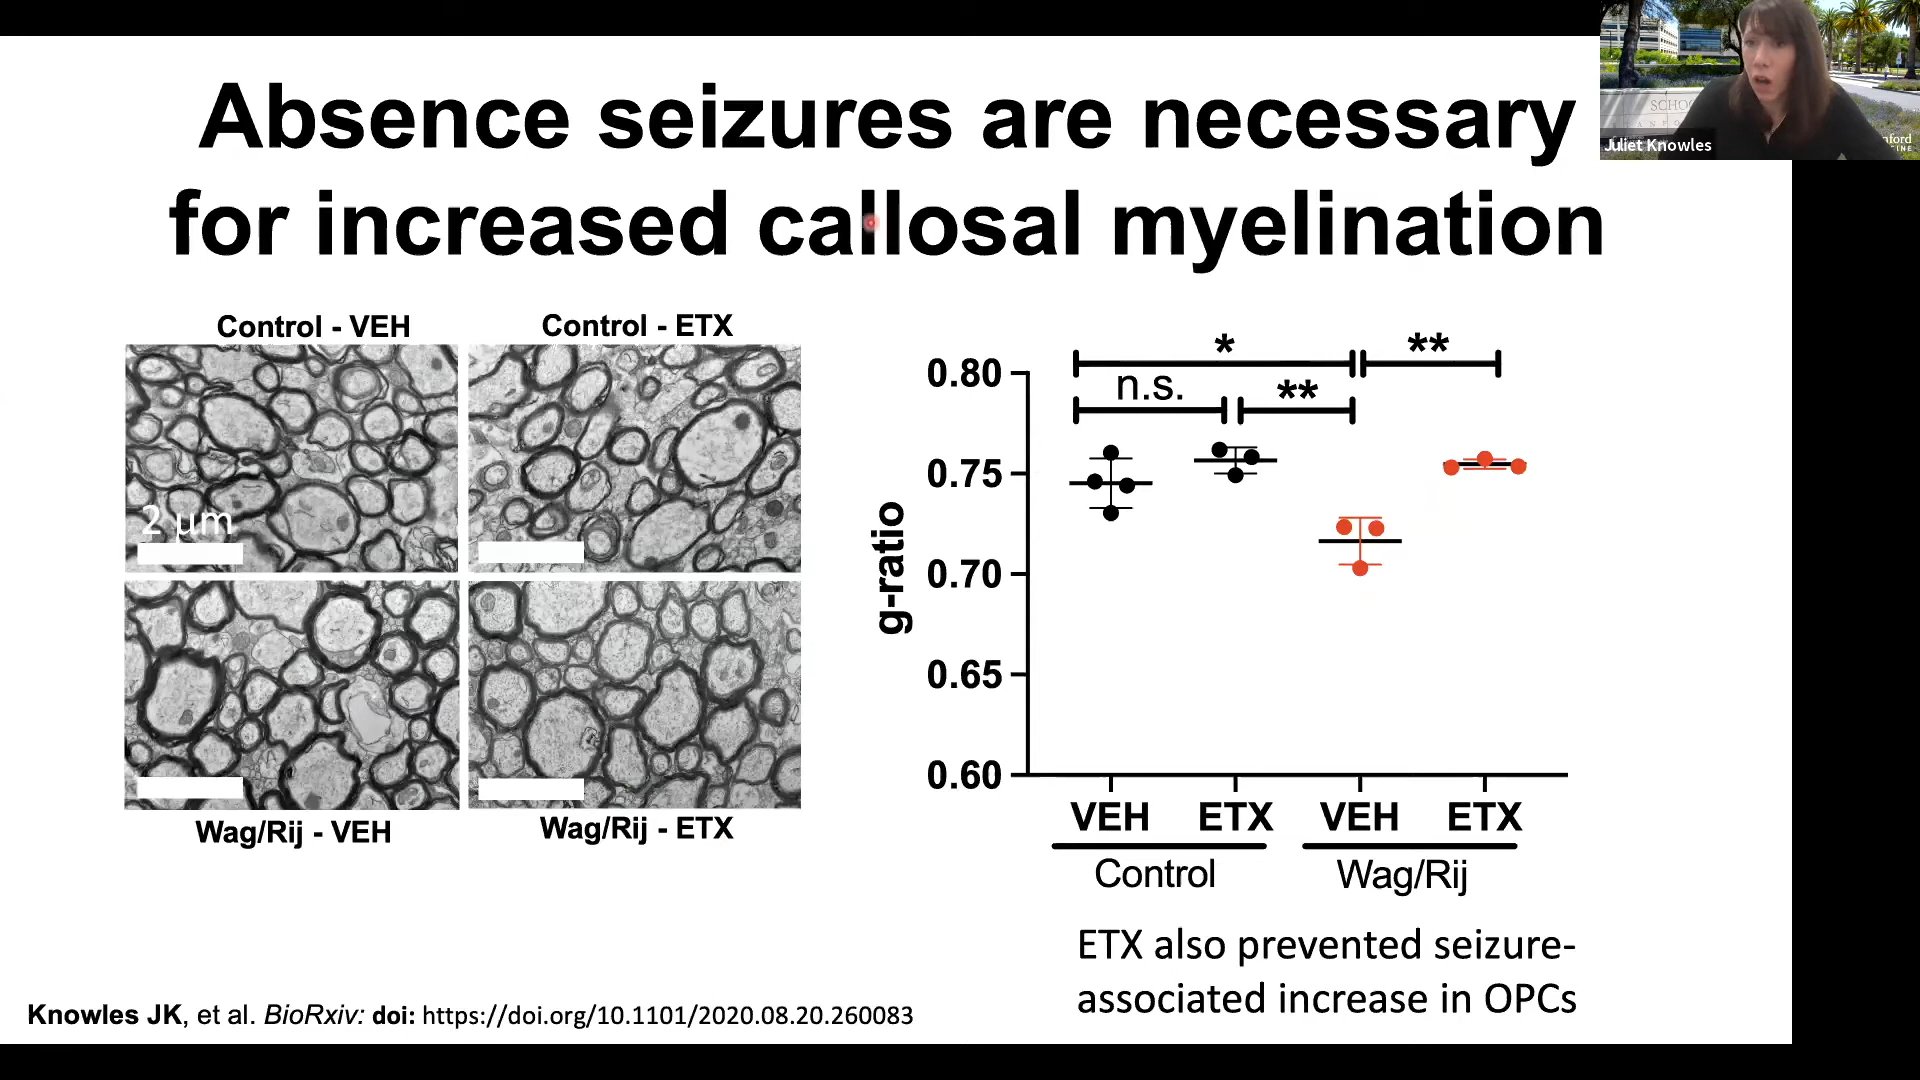 Absence seizures are necessary
for increased callosal myelination
SCHO
Juliet Knowles
Control - VEH
Control - ETX
2 µm
Wag/Rij - VEH
Wag/Rij - ETX
* **
n.s. **
0.80
0.75
0.70
0.65
0.60
g-ratio
VEH ETX VEH ETX
Control Wag/Rij
ETX also prevented seizure-
associated increase in OPCs
Knowles JK, et al. BioRxiv: doi: https://doi.org/10.1101/2020.08.20.260083